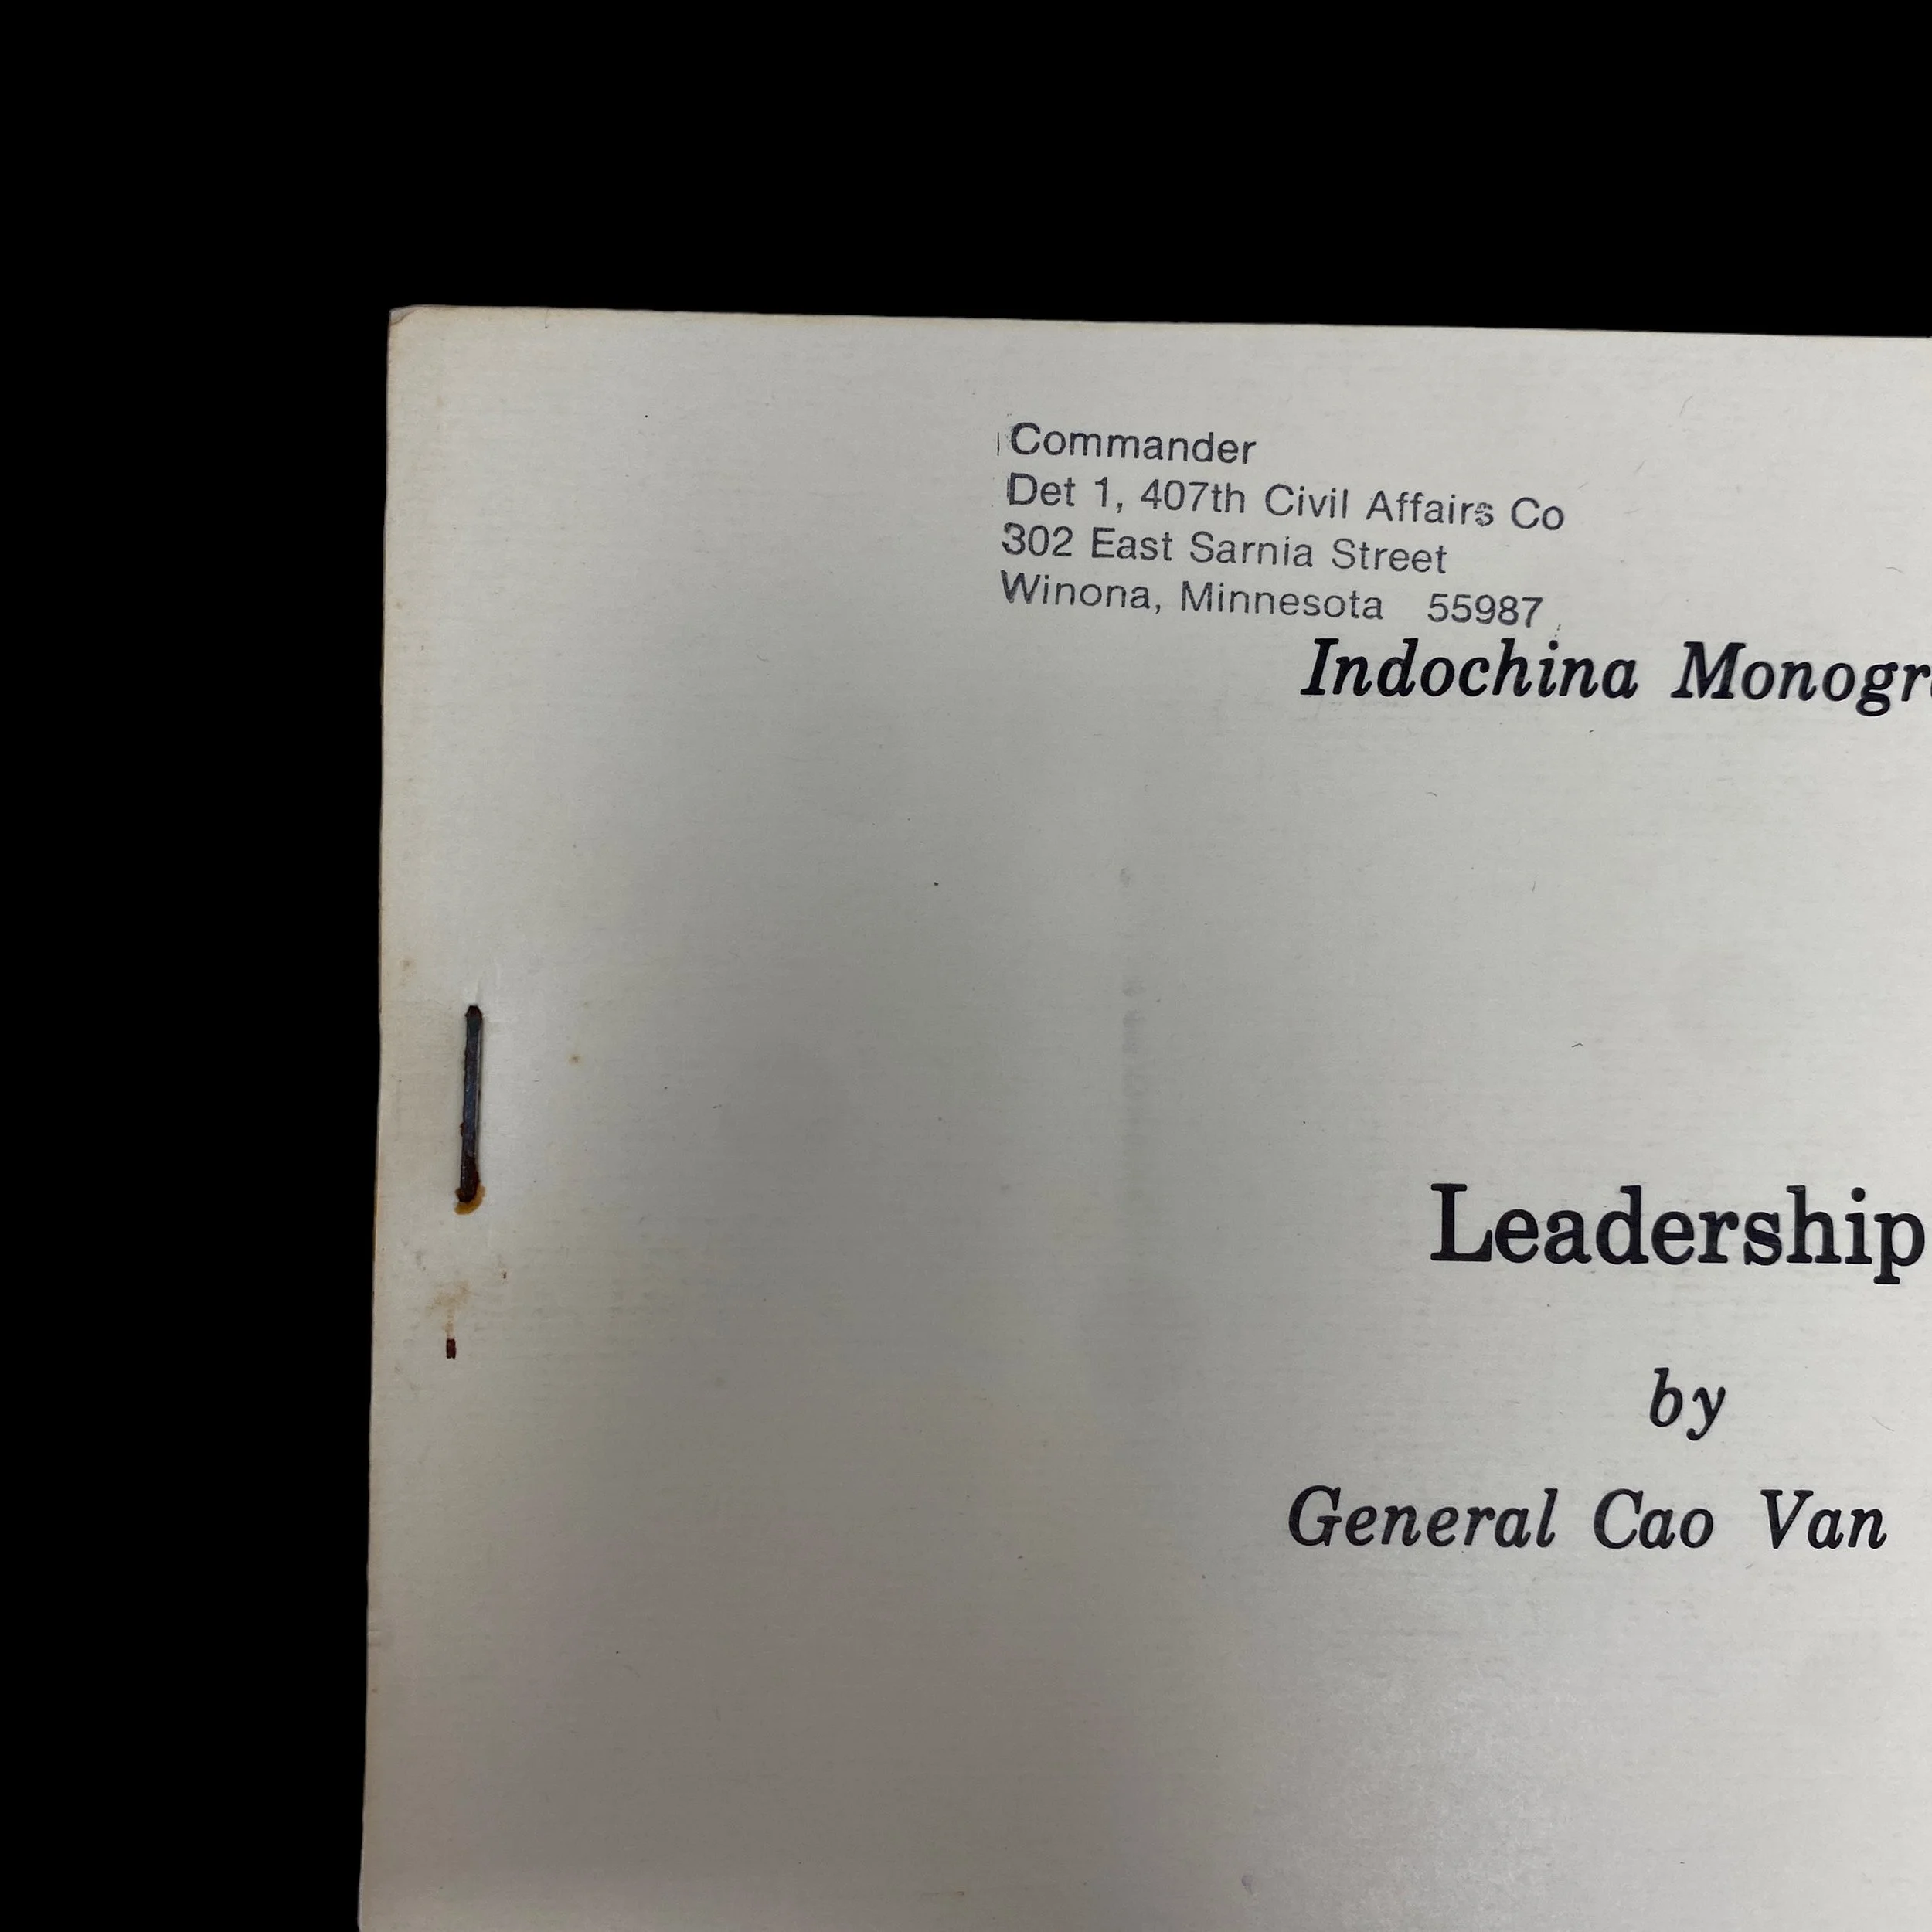 Commander
Det 1, 407th Civil Affairs Co
302 East Sarnia Street
Winona, Minnesota 55987
Indochina Monogr
Leadership
by
General Cao Van